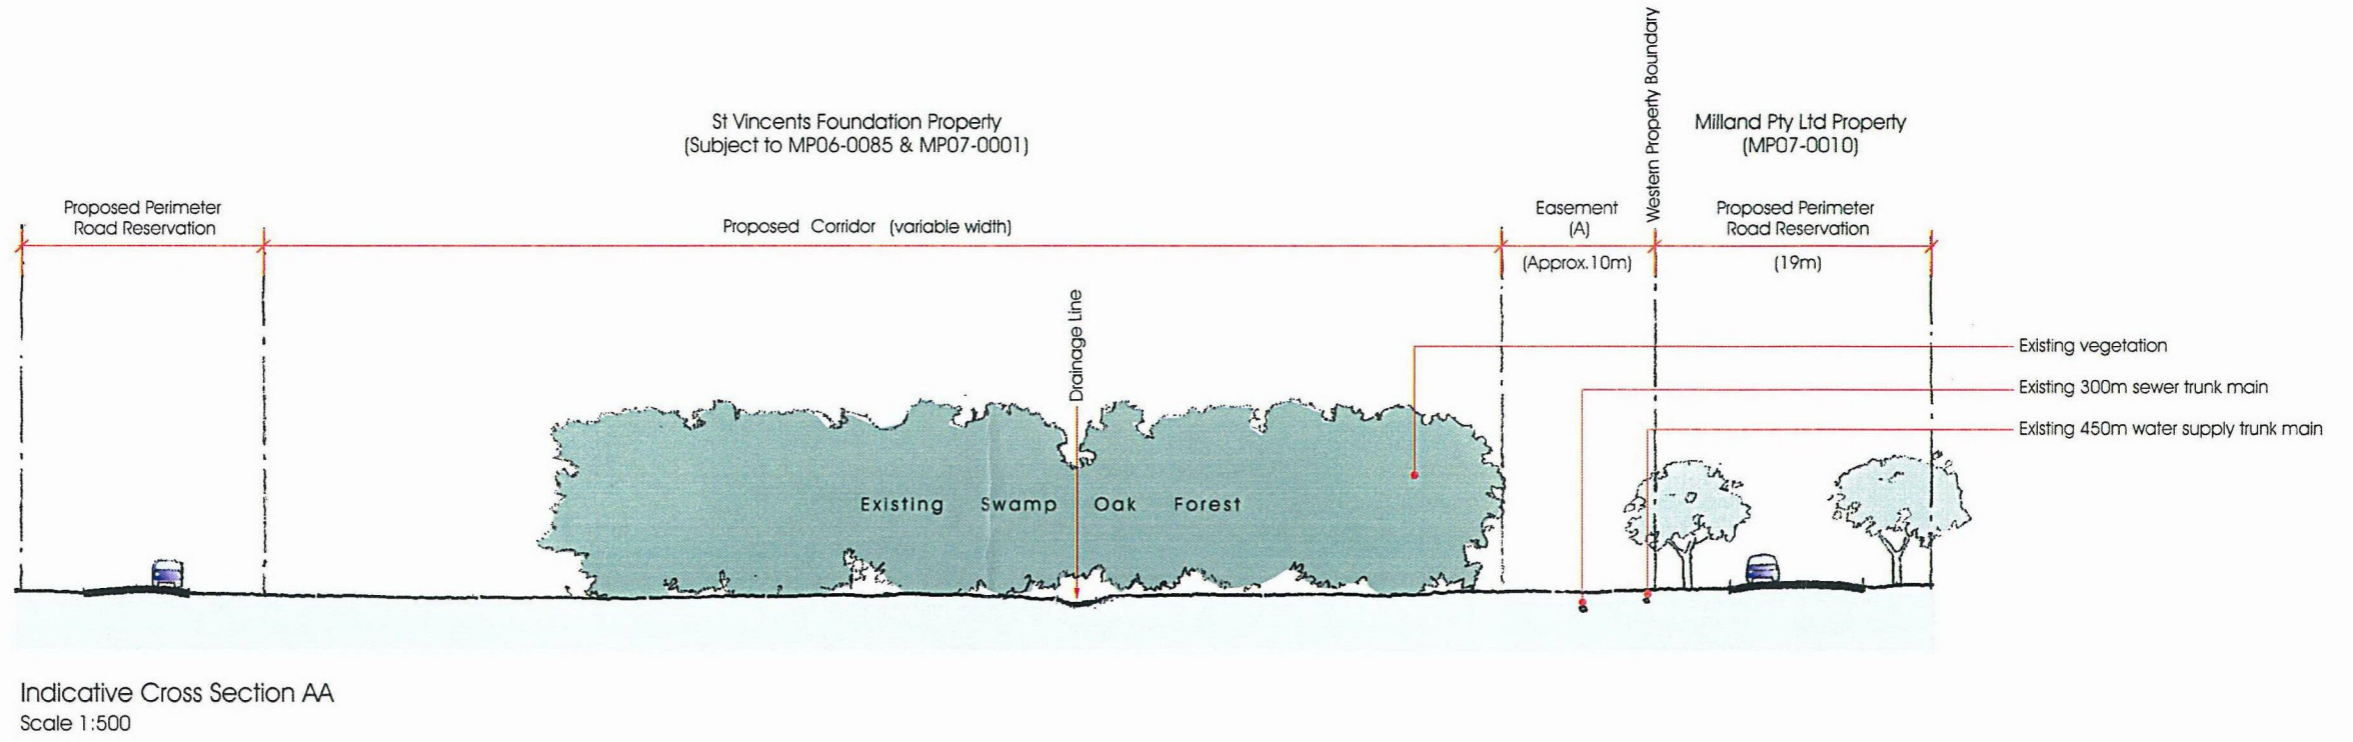 Western Property Boundary
St Vincents Foundation Property
(Subject to MP06-0085 & MP07-0001)
Milland Pty Ltd Property
(MP07-0010)
Proposed Perimeter
Road Reservation
Proposed Corridor (variable width)
Easement
(A)
(Approx.10m)
Proposed Perimeter
Road Reservation
(19m)
Drainage Line
Existing vegetation
Existing 300m sewer trunk main
Existing 450m water supply trunk main
Existing Swamp Oak Forest
Indicative Cross Section AA
Scale 1:500